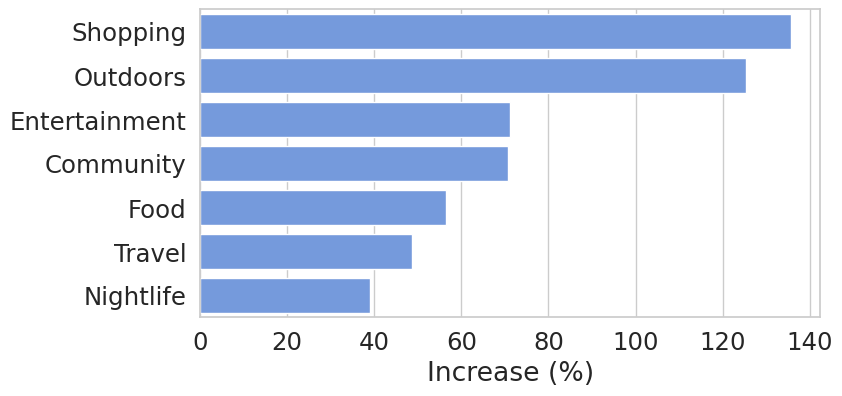 Shopping
Outdoors
Entertainment
Community
Food
Travel
Nightlife
0 20 40 60 80 100 120 140
Increase (%)